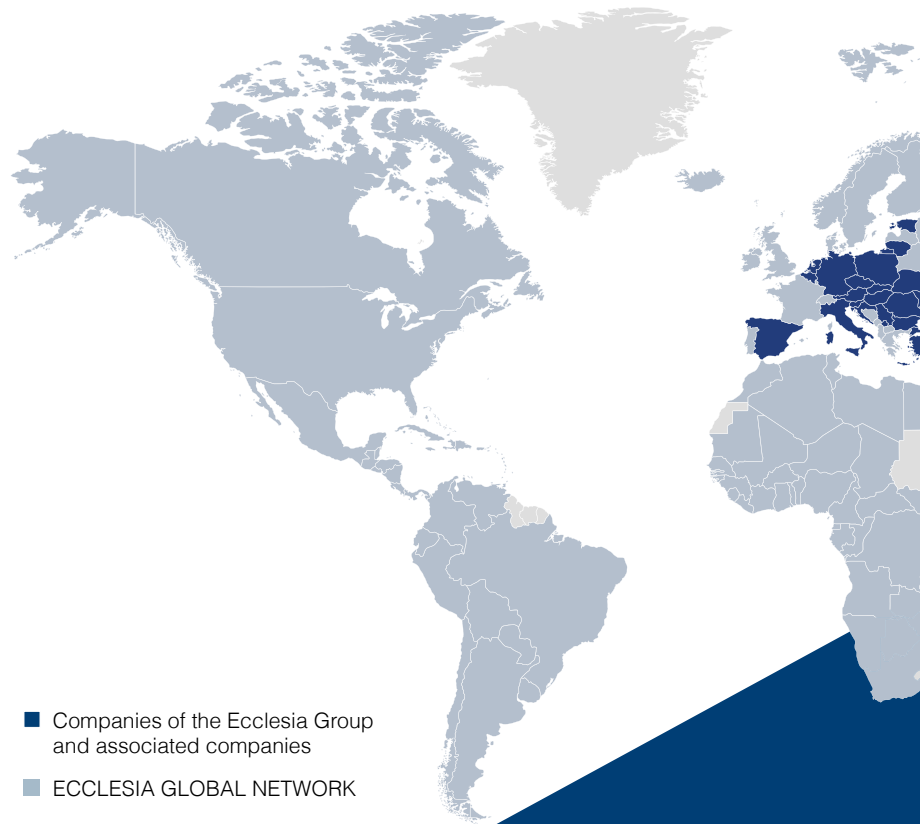 Companies of the Ecclesia Group
and associated companies
ECCLESIA GLOBAL NETWORK